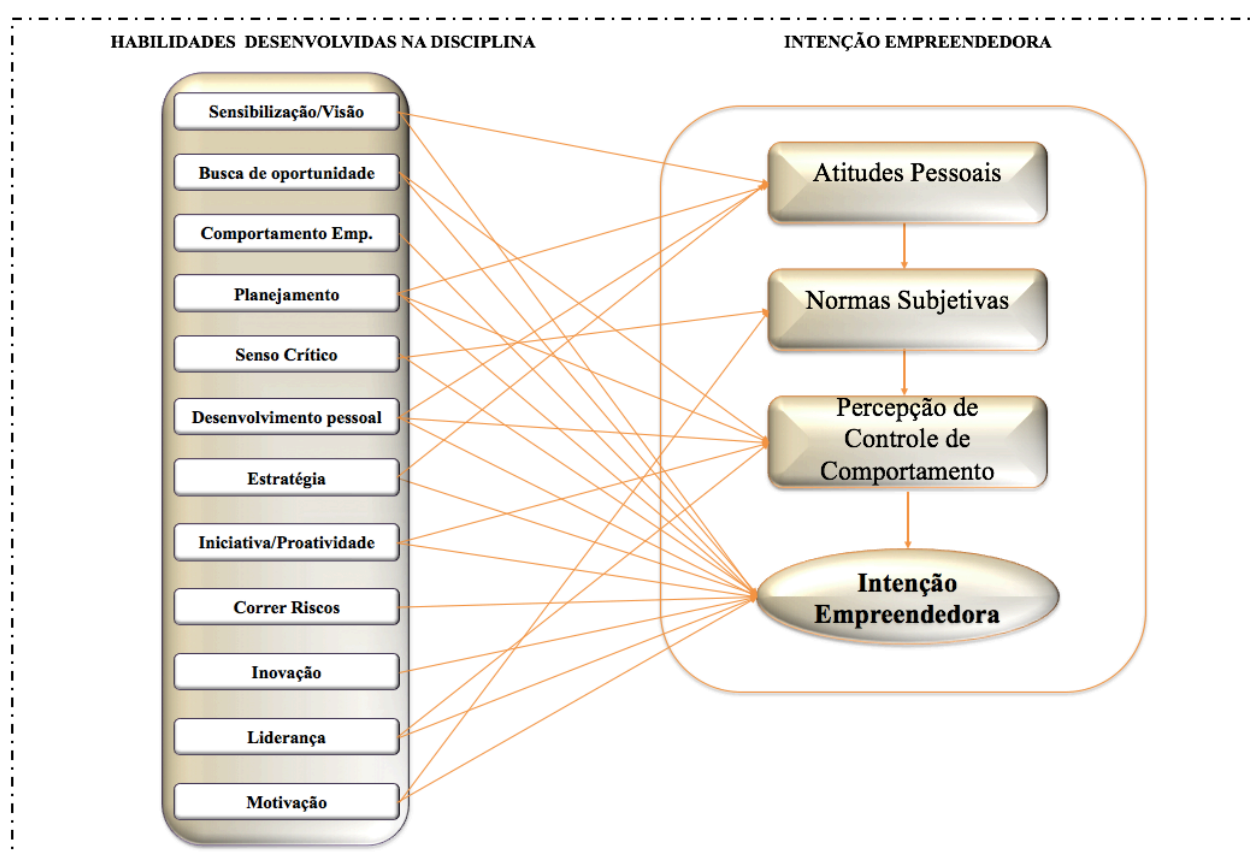 HABILIDADES DESENVOLVIDAS NA DISCIPLINA
Sensibilização/Visão
Busca de oportunidade
Comportamento Emp.
Planejamento
Senso Crítico
Desenvolvimento pessoal
Estratégia
Iniciativa/Proatividade
Correr Riscos
Inovação
Liderança
Motivação
INTENÇÃO EMPREENDEDORA
Atitudes Pessoais
Normas Subjetivas
Percepção de
Controle de
Comportamento
Intenção
Empreendedora